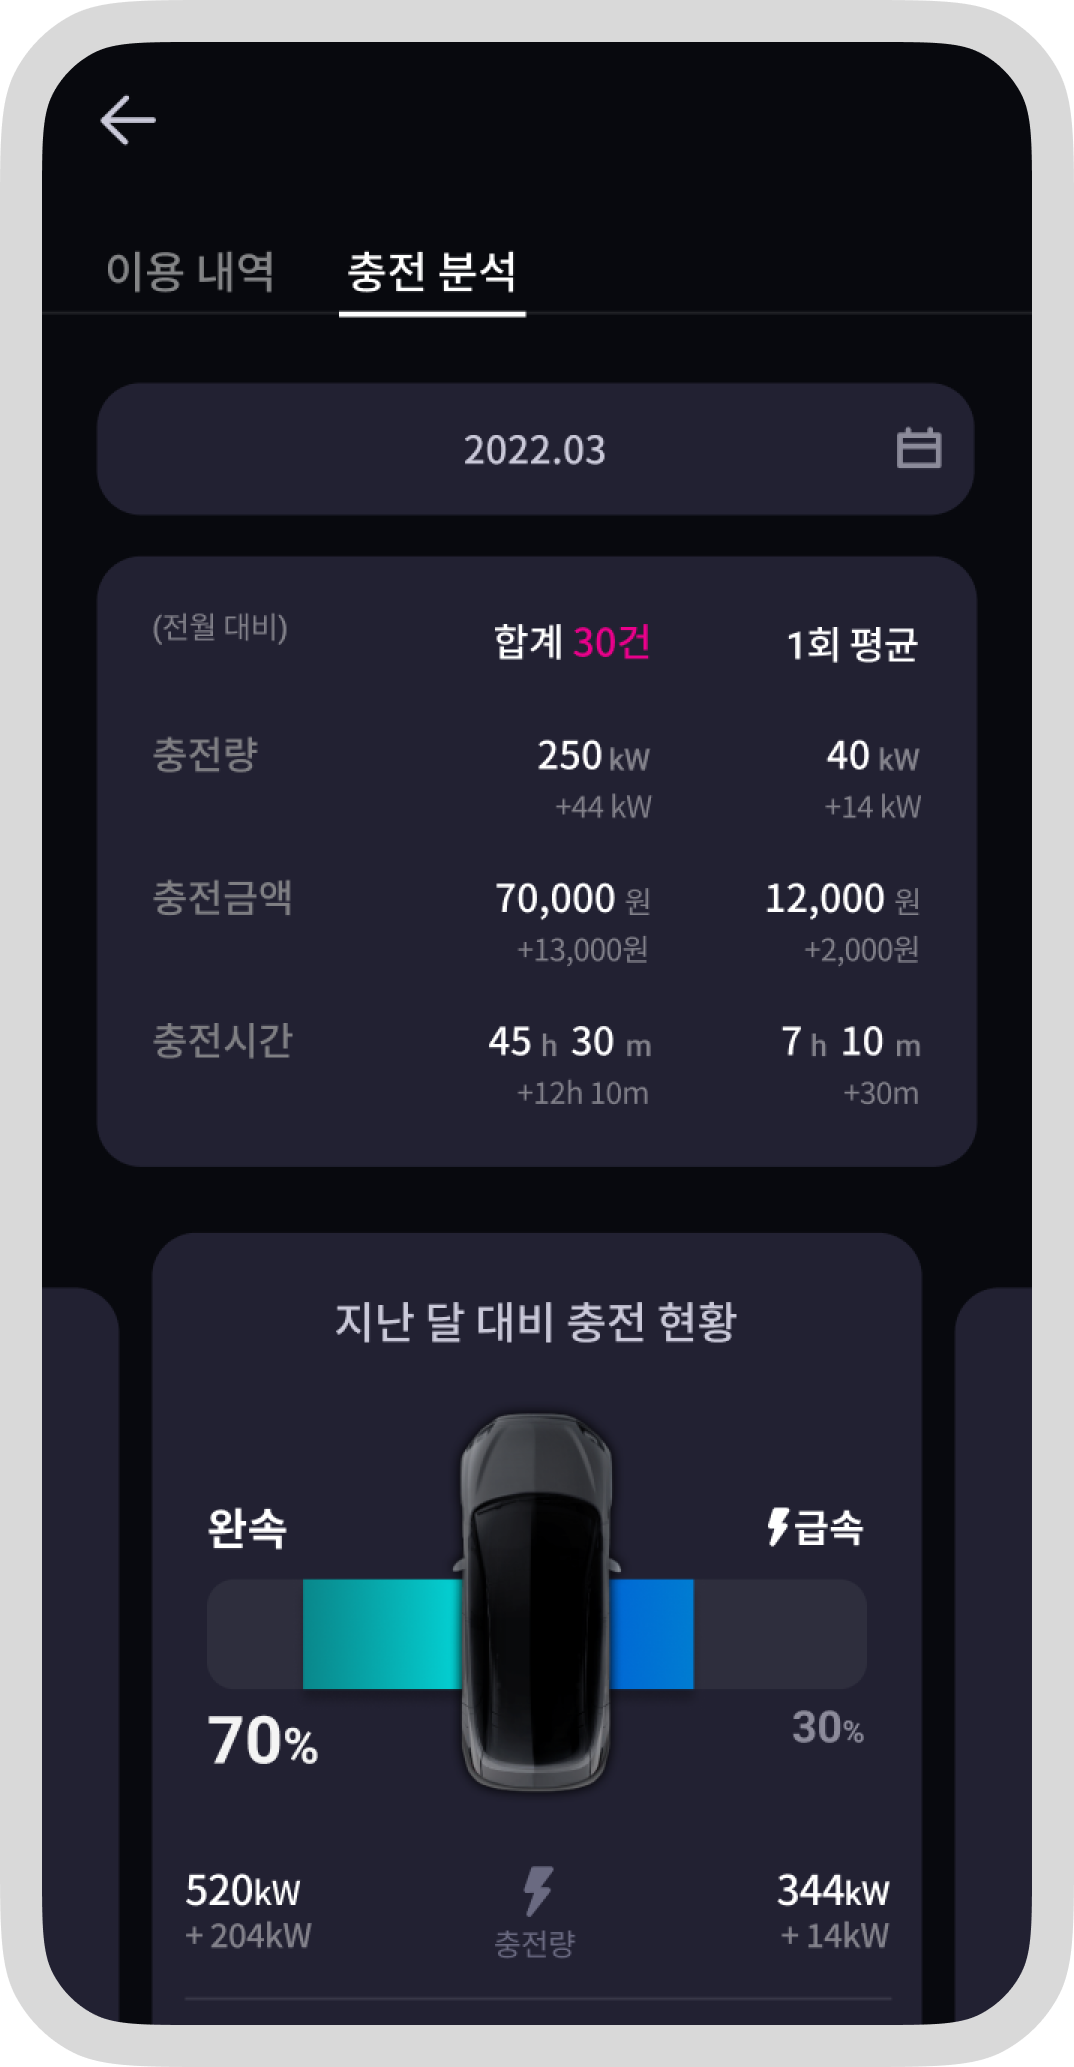 이용 내역 충전 분석
2022.03
(전월 대비) 합계 30건 1회 평균
충전량 250 kW 40 kW
+44 kW +14 kW
충전금액 70,000 원 12,000 원
+13,000원 +2,000원
충전시간 45 h 30 m 7 h 10 m
+12h 10m +30m
지난 달 대비 충전 현황
완속 급속
70% 30%
520kW 344kW
+ 204kW 충전량 + 14kW